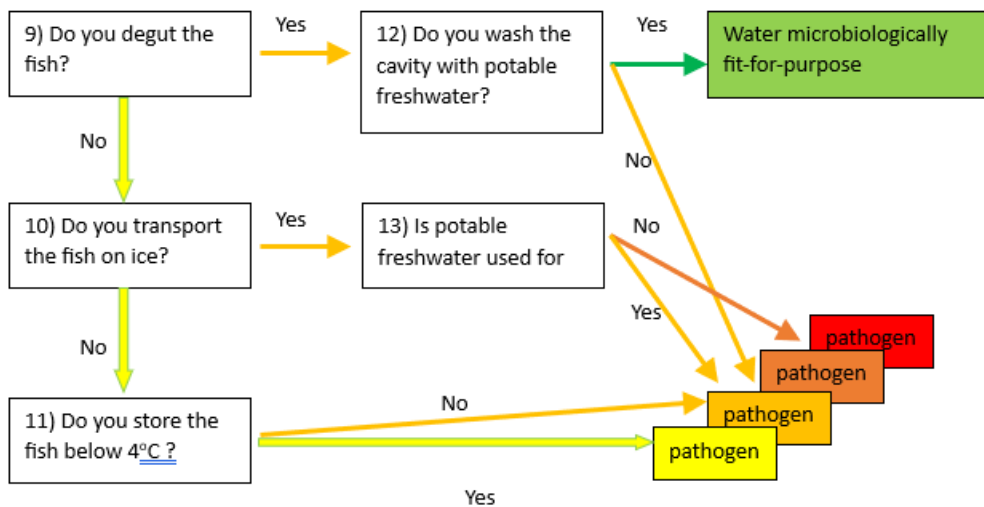 9) Do you degut the
fish?
Yes
12) Do you wash the
cavity with potable
freshwater?
Yes
Water microbiologically
fit-for-purpose
No
No
10) Do you transport
the fish on ice?
Yes
13) Is potable
freshwater used for
No
Yes
No
pathogen
pathogen
pathogen
pathogen
11) Do you store the
fish below 4°C ?
No
Yes